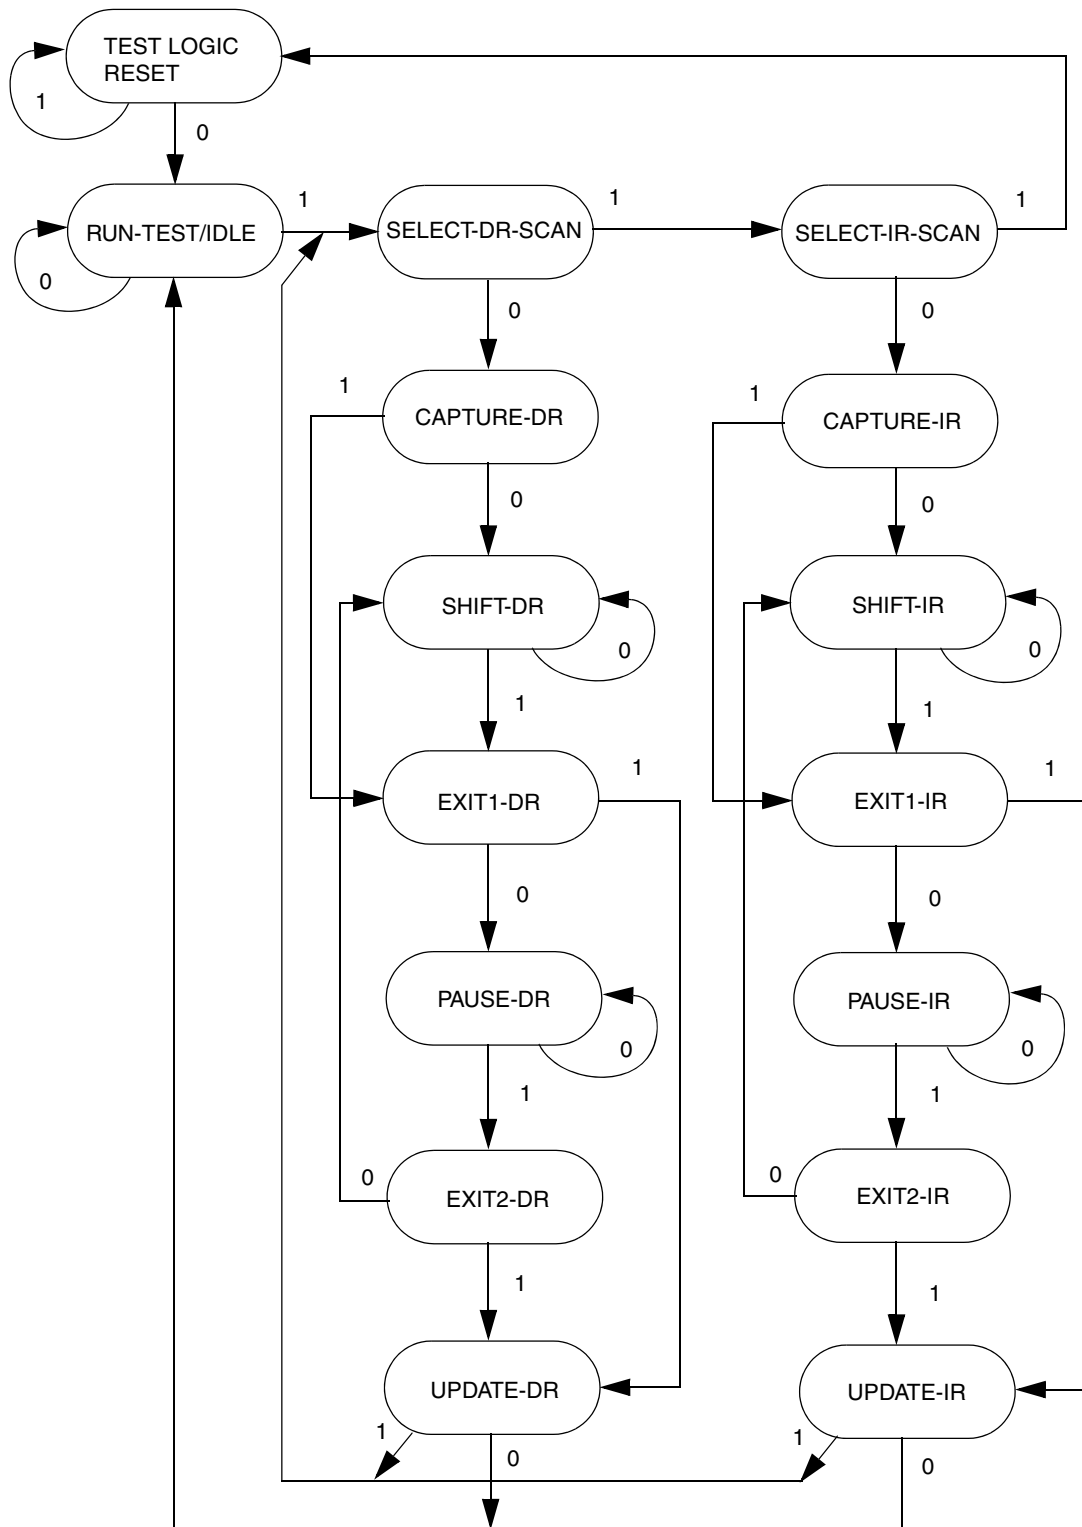 TEST LOGIC
RESET
1
0
RUN-TEST/IDLE
1
0
SELECT-DR-SCAN
1
SELECT-IR-SCAN
1
0
0
1
CAPTURE-DR
1
CAPTURE-IR
0
0
SHIFT-DR
0
SHIFT-IR
0
1
1
EXIT1-DR
1
EXIT1-IR
1
0
0
PAUSE-DR
0
PAUSE-IR
0
1
1
0
EXIT2-DR
0
EXIT2-IR
1
1
UPDATE-DR
UPDATE-IR
1
0
1
0